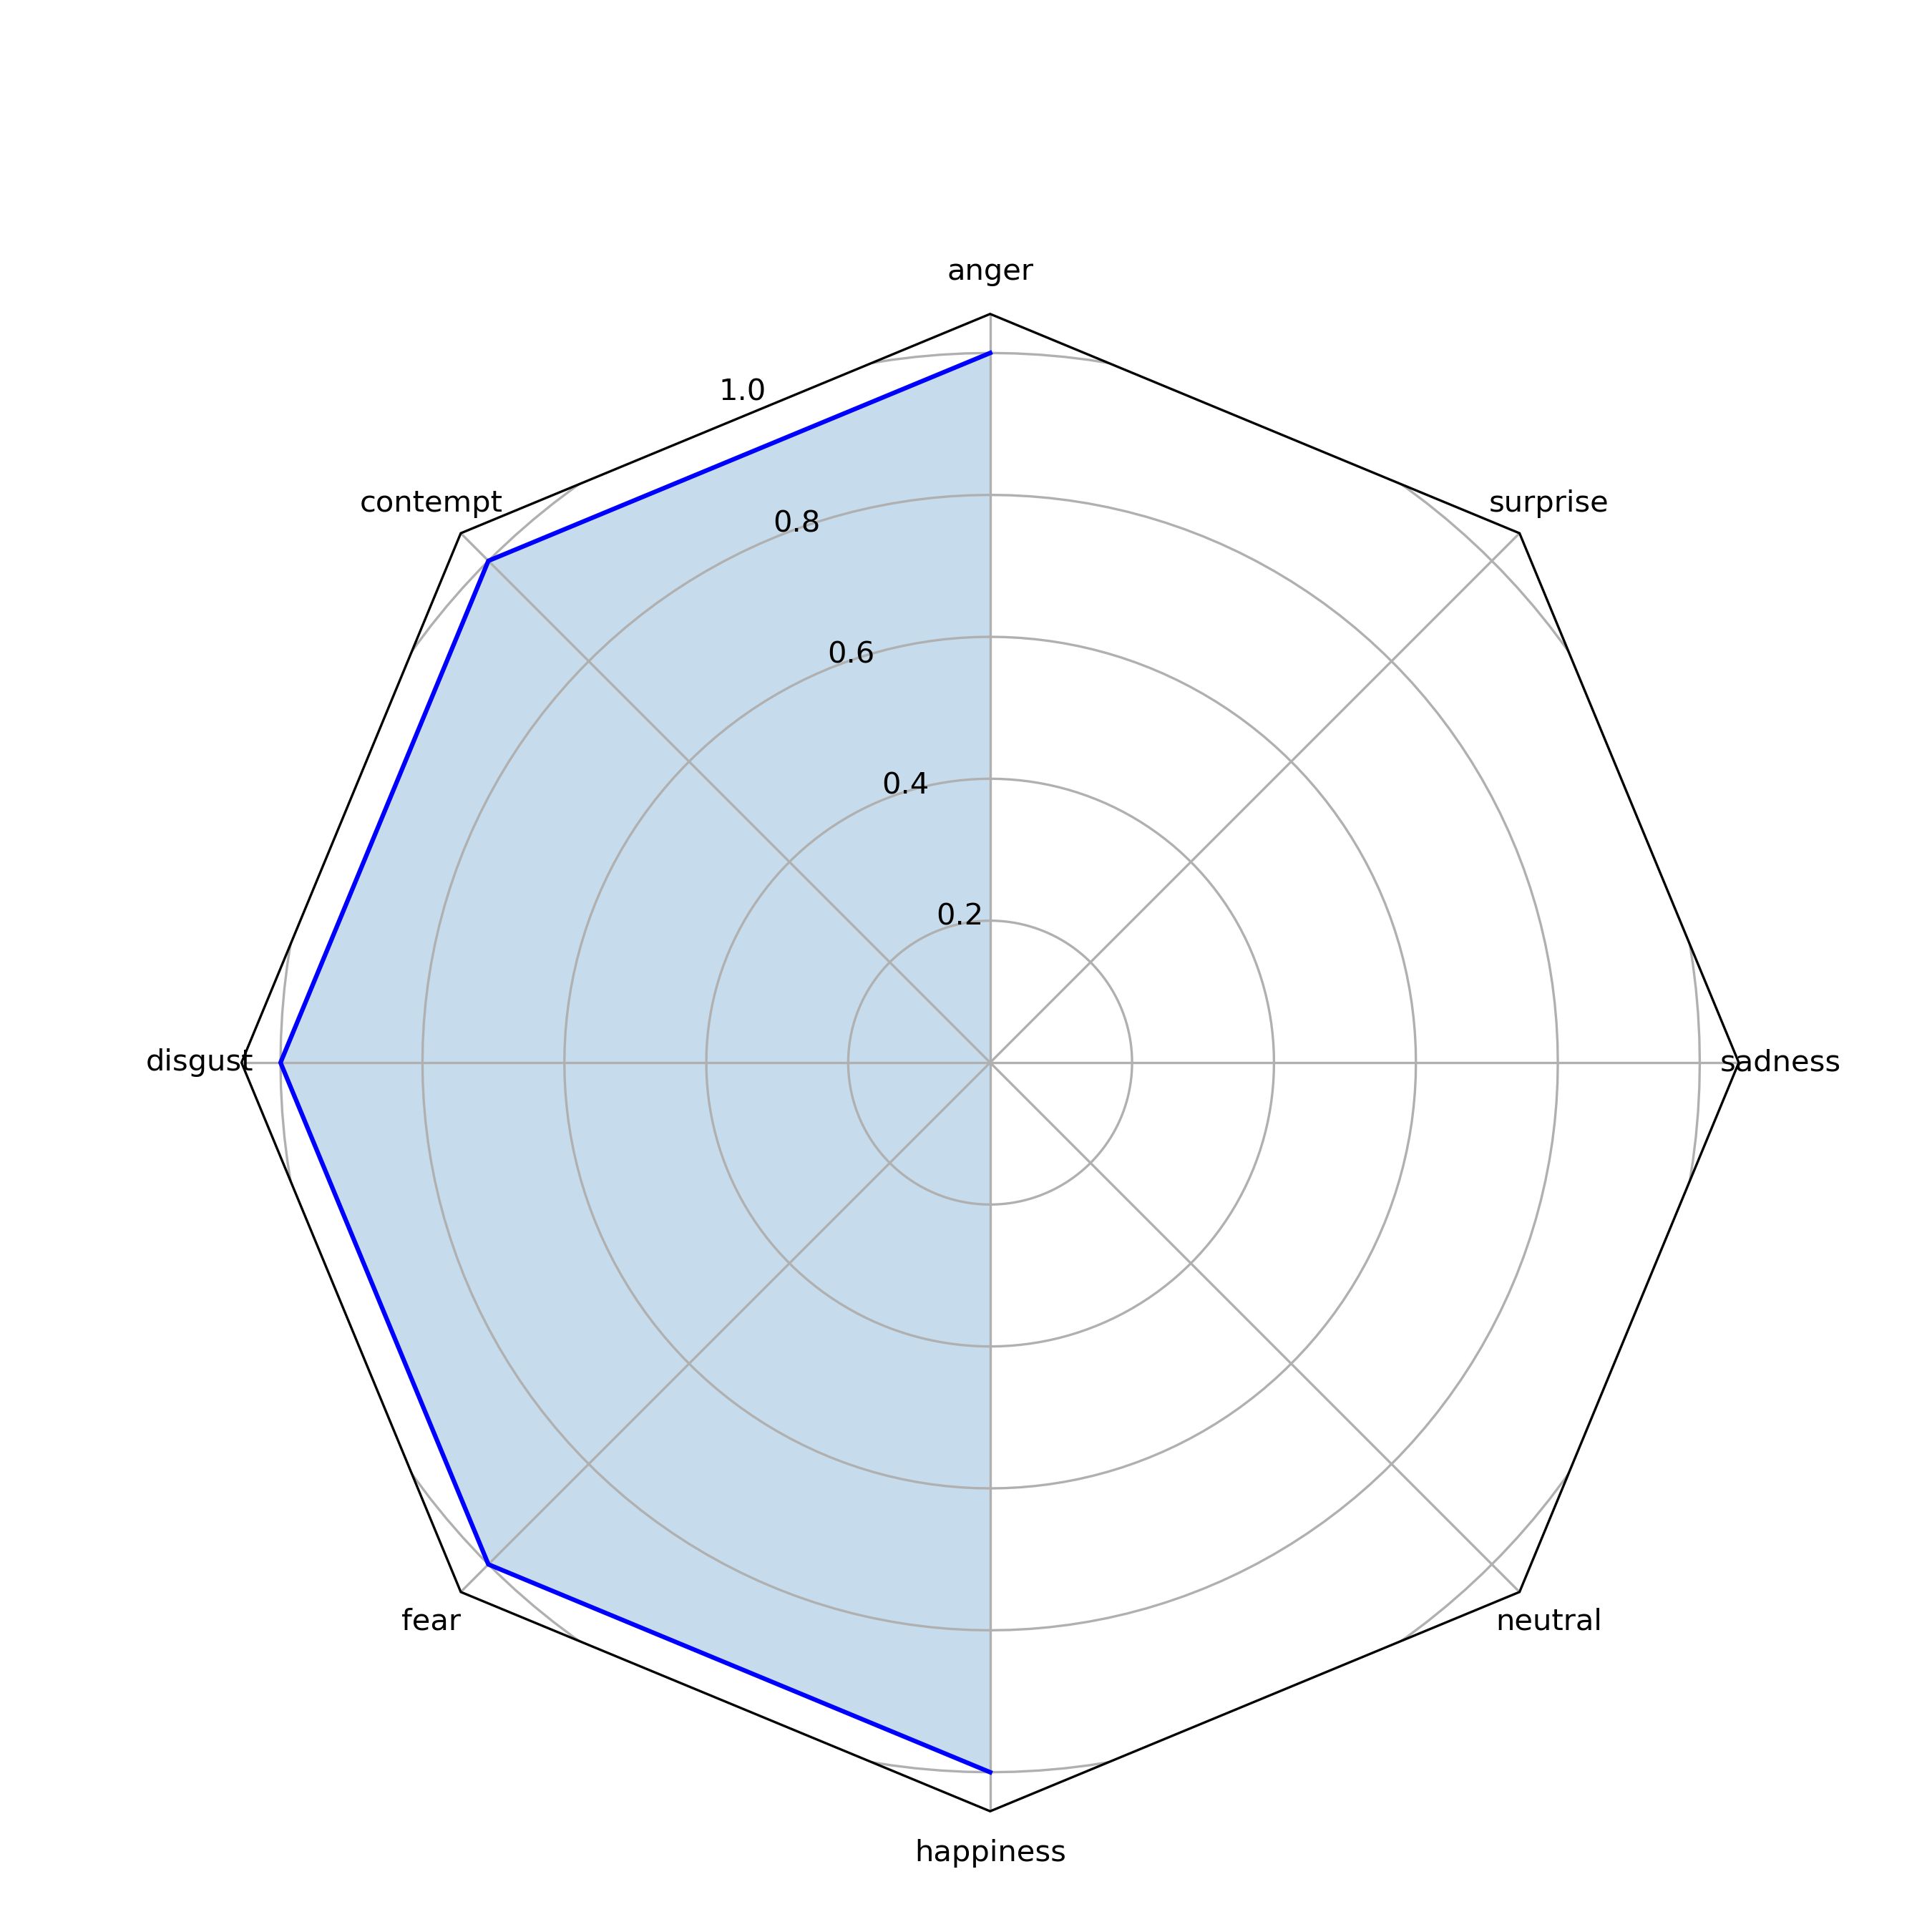 anger
1.0
contempt
surprise
0.8
0.6
0.4
0.2
disgust
sadness
fear
neutral
happiness